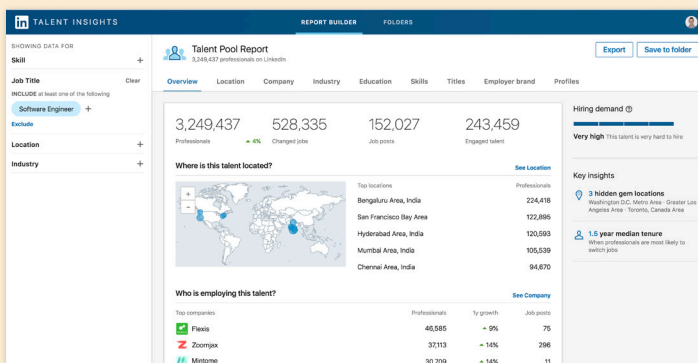 in TALENT INSIGHTS
REPORT BUILDER
FOLDERS
SHOWING DATA FOR
Skill +
Job Title Clear
INCLUDE at least one of the following
Software Engineer +
Exclude
Location +
Industry +
Talent Pool Report
3,249,437 professionals on LinkedIn
Export
Save to folder
Overview Location Company Industry Education Skills Titles Employer brand Profiles
3,249,437 528,335 152,027 243,459
Professionals ▲ 4% Changed jobs Job posts Engaged talent
Where is this talent located? See Location
+
−
Top locations Professionals
Bengaluru Area, India 224,418
San Francisco Bay Area 122,895
Hyderabad Area, India 120,593
Mumbai Area, India 105,539
Chennai Area, India 94,670
Who is employing this talent? See Company
Top companies Professionals 1y growth Job posts
Flexis 46,585 ▲ 9% 75
Z Zoomjax 37,113 ▲ 14% 296
Mintome 30,709 ▲ 14% 11
Hiring demand
Very high This talent is very hard to hire
Key insights
3 hidden gem locations
Washington D.C. Metro Area · Greater Los
Angeles Area · Toronto, Canada Area
1.5 year median tenure
When professionals are most likely to
switch jobs